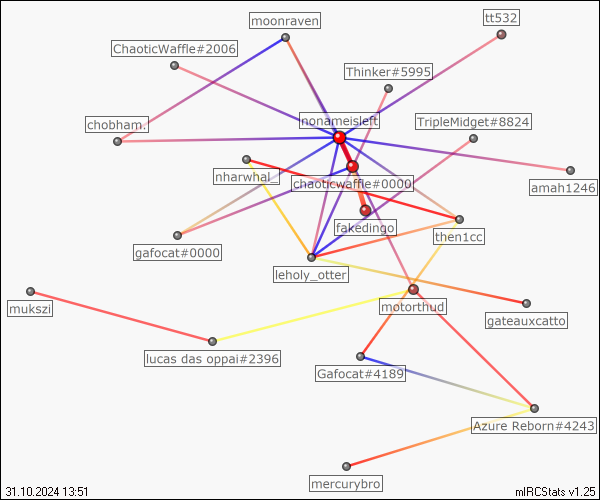 tt532
moonraven
ChaoticWaffle#2006
Thinker#5995
nonameisleft
TripleMidget#8824
chobham.
nharwhal_
chaoticwaffle#0000
amah1246
fakedingo
then1cc
gafocat#0000
leholy_otter
mukszi
motorthud
gateauxcatto
lucas das oppai#2396
Gafocat#4189
Azure Reborn#4243
mercurybro
31.10.2024 13:51
mIRCStats v1.25